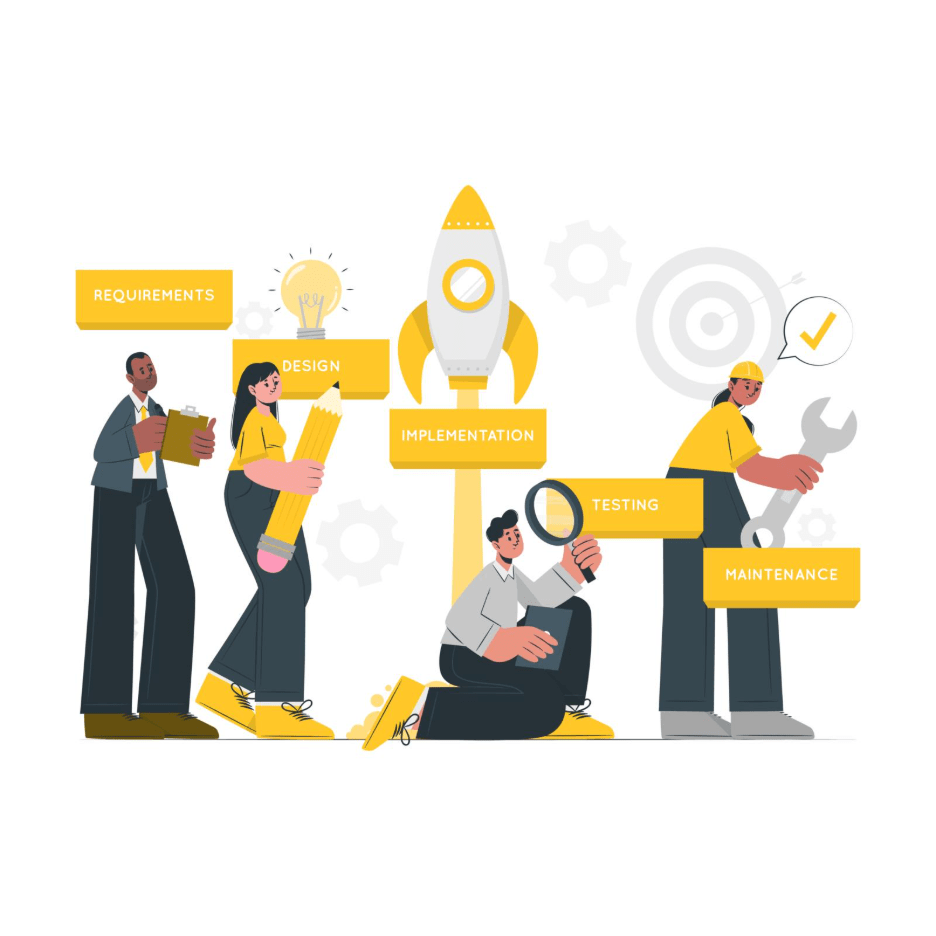 REQUIREMENTS
DESIGN
IMPLEMENTATION
TESTING
MAINTENANCE